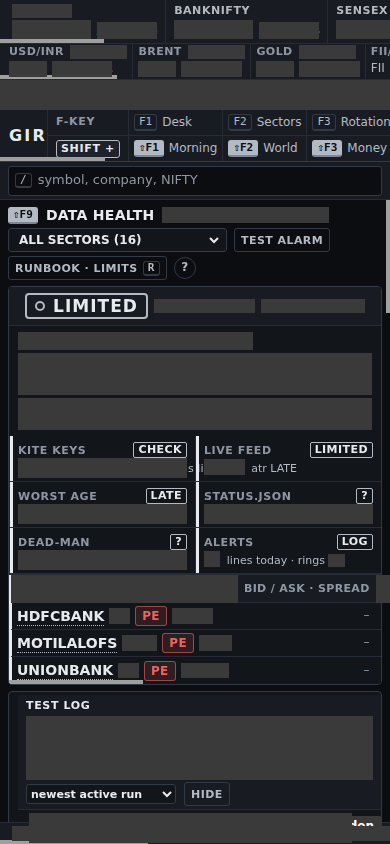 BANKNIFTY SENSEX
USD/INR BRENT GOLD FII/
FII
GIR F-KEY F1 Desk F2 Sectors F3 Rotation
SHIFT + ⇧F1 Morning ⇧F2 World ⇧F3 Money
/ symbol, company, NIFTY
⇧F9 DATA HEALTH
ALL SECTORS (16) TEST ALARM
RUNBOOK · LIMITS R ?
LIMITED
KITE KEYS CHECK LIVE FEED LIMITED
atr LATE
WORST AGE LATE STATUS.JSON ?
DEAD-MAN ? ALERTS LOG
lines today · rings
BID / ASK · SPREAD
HDFCBANK PE –
MOTILALOFS PE –
UNIONBANK PE –
TEST LOG
newest active run HIDE